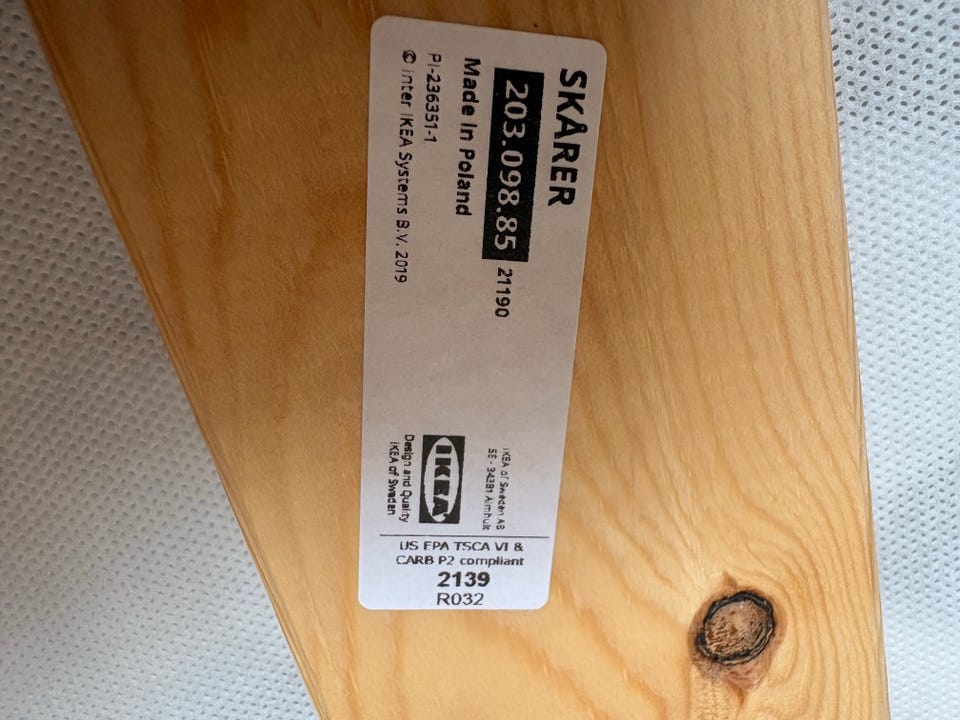 SKÅRER
203.098.85 21190
Made in Poland
PI-236351-1
© Inter IKEA Systems B.V. 2019
IKEA of Sweden AB
SE - 34381 Älmhult
IKEA
Design and Quality
IKEA of Sweden
US EPA TSCA VI &
CARB P2 compliant
2139
R032